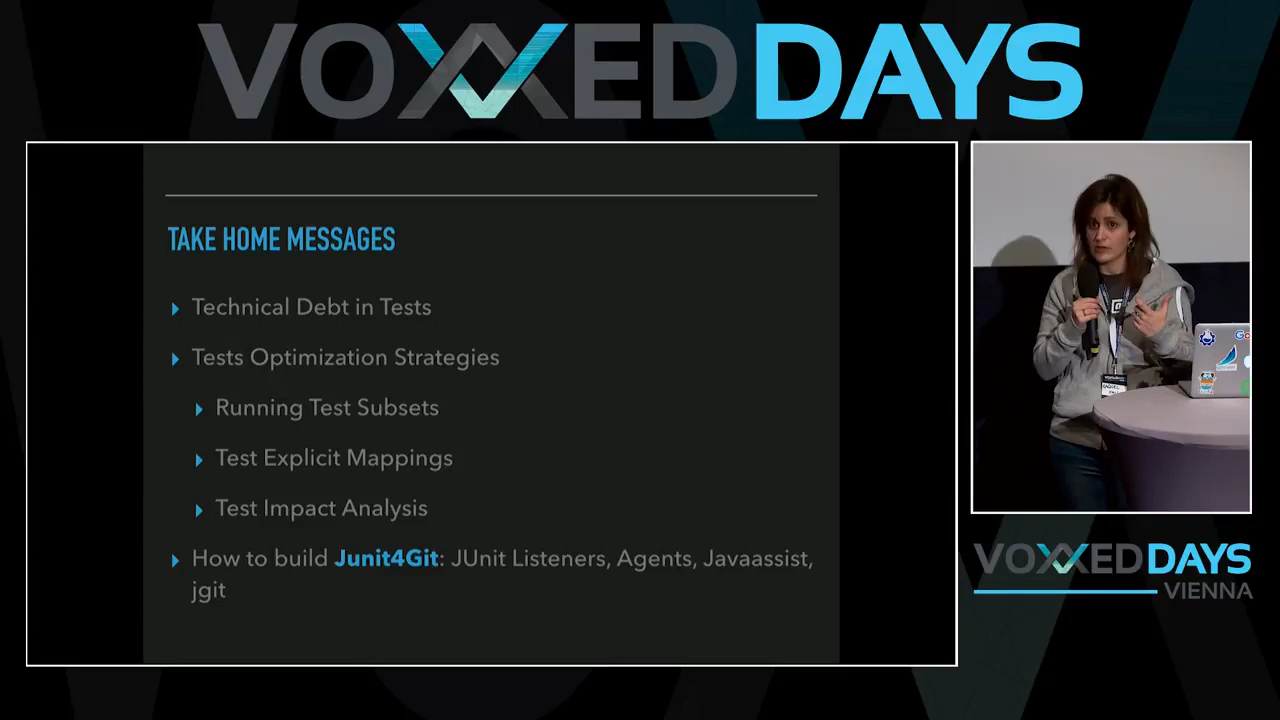 VOXXED DAYS
TAKE HOME MESSAGES
Technical Debt in Tests
Tests Optimization Strategies
Running Test Subsets
Test Explicit Mappings
Test Impact Analysis
How to build Junit4Git: JUnit Listeners, Agents, Javaassist,
jgit
VOXXED DAYS
VIENNA